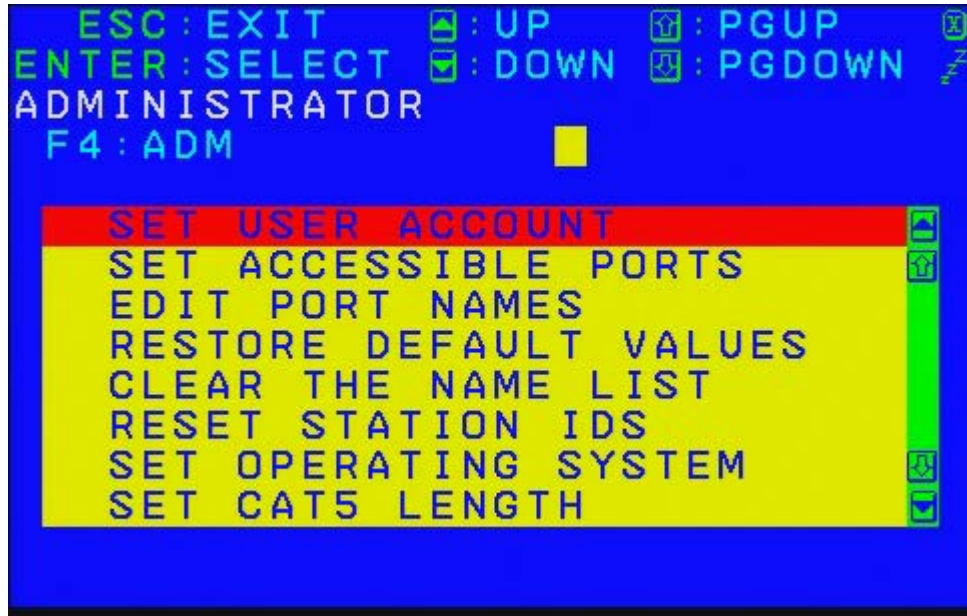 ESC:EXIT :UP :PGUP
ENTER:SELECT :DOWN :PGDOWN zzZ
ADMINISTRATOR
F4:ADM
SET USER ACCOUNT
SET ACCESSIBLE PORTS
EDIT PORT NAMES
RESTORE DEFAULT VALUES
CLEAR THE NAME LIST
RESET STATION IDS
SET OPERATING SYSTEM
SET CAT5 LENGTH